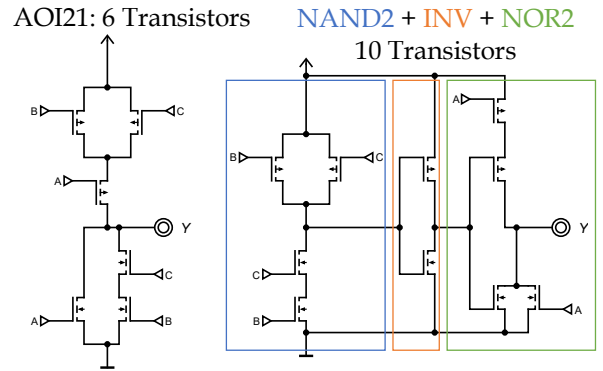 AOI21: 6 Transistors
NAND2 + INV + NOR2
10 Transistors
B
C
A
Y
C
A
B
B
C
C
B
A
Y
A